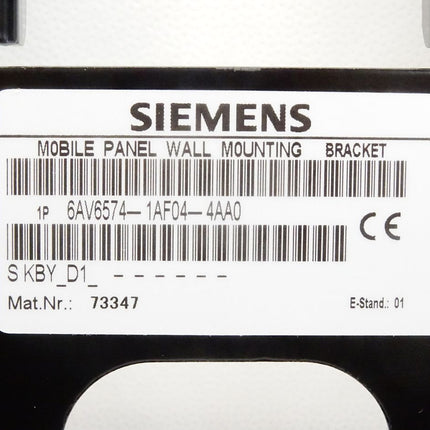 SIEMENS
MOBILE PANEL WALL MOUNTING BRACKET
1P 6AV6574-1AF04-4AA0
CE
S KBY_D1_ - - - - - -
Mat.Nr.: 73347 E-Stand.: 01